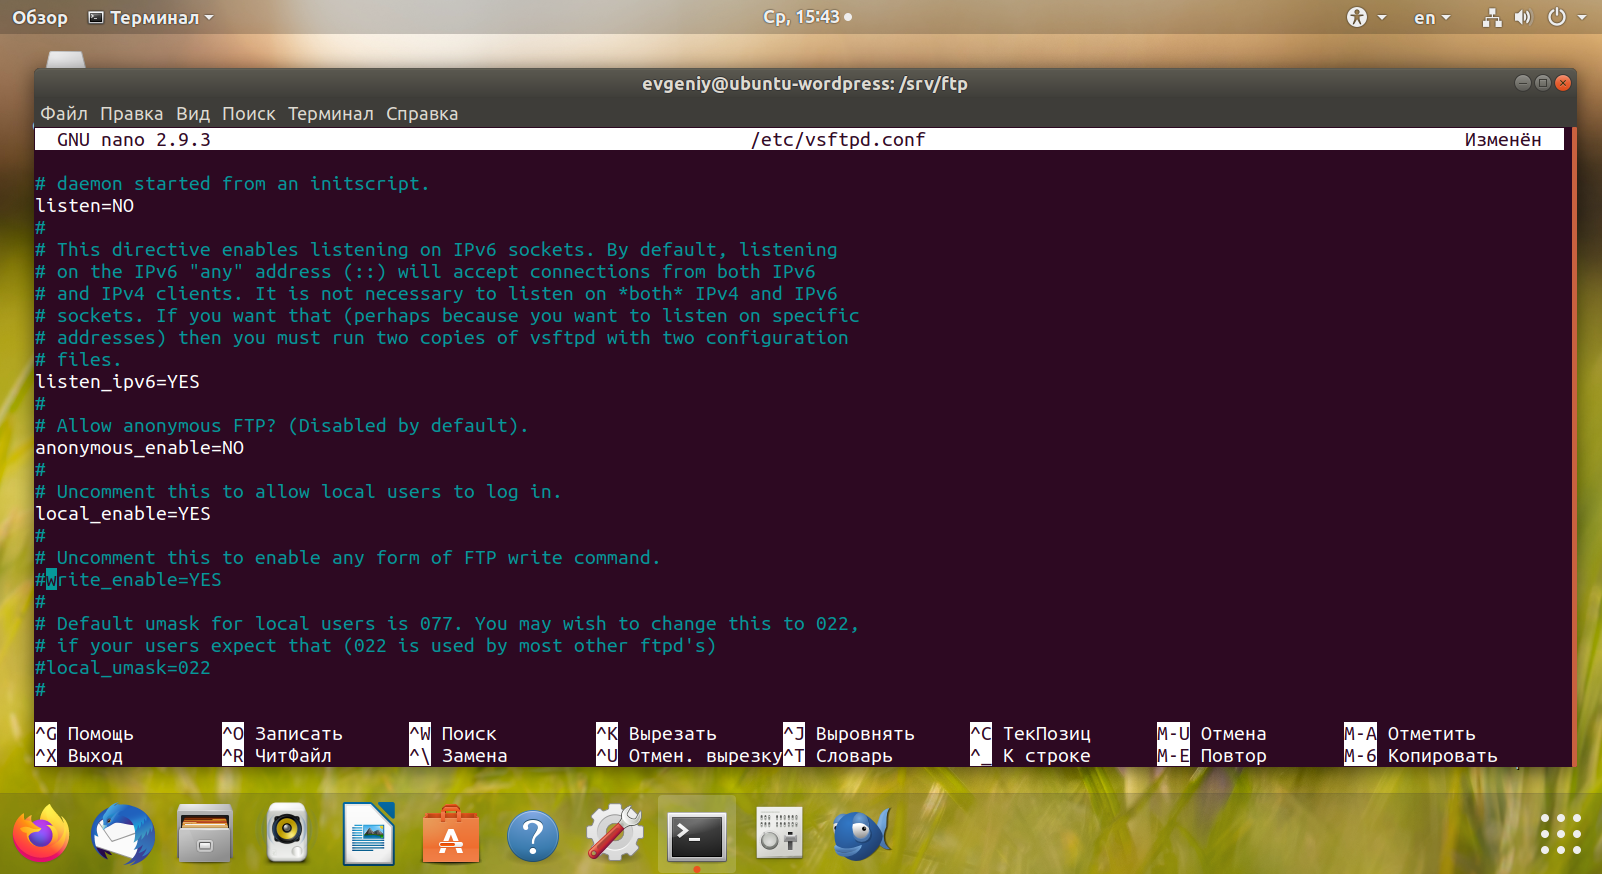 Обзор Терминал Ср, 15:43 en
evgeniy@ubuntu-wordpress: /srv/ftp
Файл Правка Вид Поиск Терминал Справка
GNU nano 2.9.3 /etc/vsftpd.conf Изменён
# daemon started from an initscript.
listen=NO
#
# This directive enables listening on IPv6 sockets. By default, listening
# on the IPv6 "any" address (::) will accept connections from both IPv6
# and IPv4 clients. It is not necessary to listen on *both* IPv4 and IPv6
# sockets. If you want that (perhaps because you want to listen on specific
# addresses) then you must run two copies of vsftpd with two configuration
# files.
listen_ipv6=YES
#
# Allow anonymous FTP? (Disabled by default).
anonymous_enable=NO
#
# Uncomment this to allow local users to log in.
local_enable=YES
#
# Uncomment this to enable any form of FTP write command.
#write_enable=YES
#
# Default umask for local users is 077. You may wish to change this to 022,
# if your users expect that (022 is used by most other ftpd's)
#local_umask=022
#
^G Помощь ^O Записать ^W Поиск ^K Вырезать ^J Выровнять ^C ТекПозиц M-U Отмена M-A Отметить
^X Выход ^R ЧитФайл ^\ Замена ^U Отмен. вырезку ^T Словарь ^_ К строке M-E Повтор M-6 Копировать